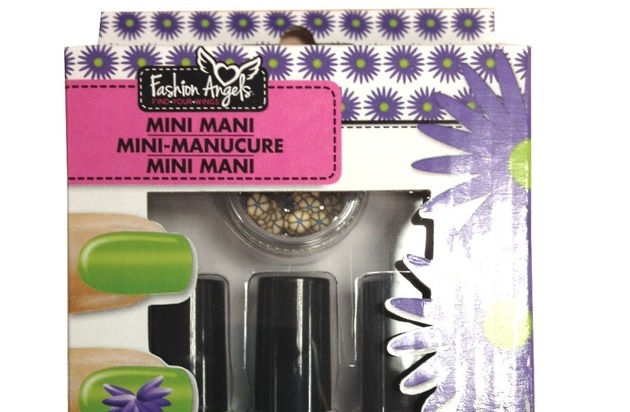 Fashion Angels
FIND YOUR WINGS
MINI MANI
MINI-MANUCURE
MINI MANI